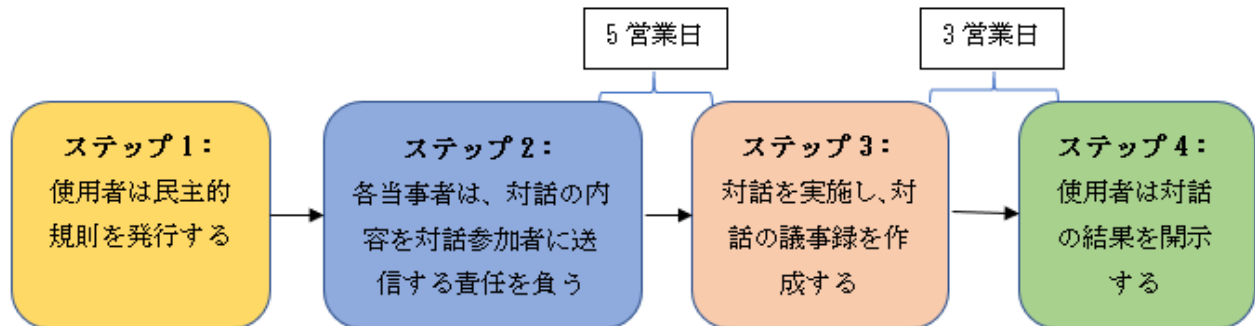 5 営業日
3 営業日
ステップ 1：
使用者は民主的
規則を発行する
ステップ 2：
各当事者は、対話の内
容を対話参加者に送
信する責任を負う
ステップ 3：
対話を実施し、対
話の議事録を作
成する
ステップ 4：
使用者は対話
の結果を開示
する